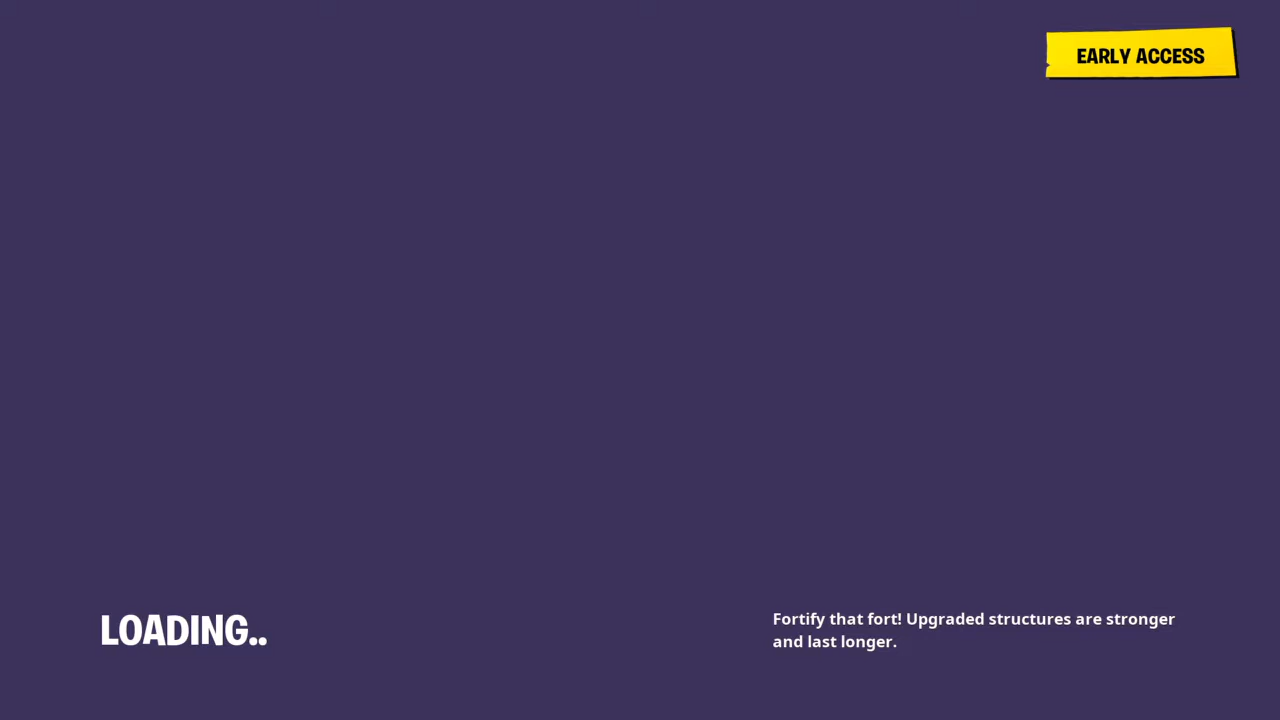 EARLY ACCESS
LOADING..
Fortify that fort! Upgraded structures are stronger
and last longer.